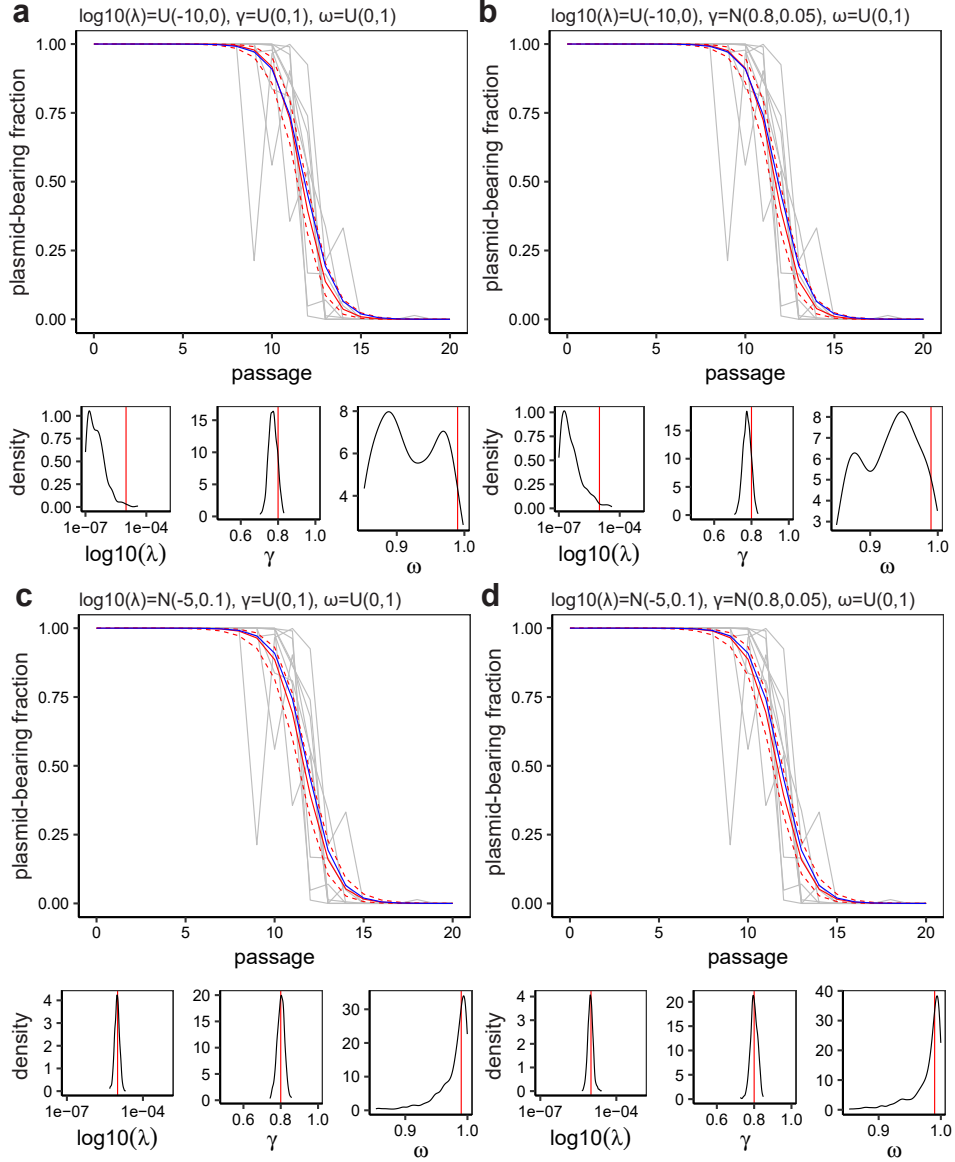 a
log10(λ)=U(-10,0), γ=U(0,1), ω=U(0,1)
plasmid-bearing fraction
1.00
0.75
0.50
0.25
0.00
0 5 10 15 20
passage
density
1.00
0.75
0.50
0.25
0.00
1e-07 1e-04
log10(λ)
15
10
5
0
0.6 0.8 1.0
γ
8
6
4
0.9 1.0
ω
b
log10(λ)=U(-10,0), γ=N(0.8,0.05), ω=U(0,1)
plasmid-bearing fraction
1.00
0.75
0.50
0.25
0.00
0 5 10 15 20
passage
density
1.00
0.75
0.50
0.25
0.00
1e-07 1e-04
log10(λ)
15
10
5
0
0.6 0.8 1.0
γ
8
7
6
5
4
3
0.9 1.0
ω
c
log10(λ)=N(-5,0.1), γ=U(0,1), ω=U(0,1)
plasmid-bearing fraction
1.00
0.75
0.50
0.25
0.00
0 5 10 15 20
passage
density
4
3
2
1
0
1e-07 1e-04
log10(λ)
20
15
10
5
0
0.6 0.8 1.0
γ
30
20
10
0
0.9 1.0
ω
d
log10(λ)=N(-5,0.1), γ=N(0.8,0.05), ω=U(0,1)
plasmid-bearing fraction
1.00
0.75
0.50
0.25
0.00
0 5 10 15 20
passage
density
4
3
2
1
0
1e-07 1e-04
log10(λ)
20
15
10
5
0
0.6 0.8 1.0
γ
40
30
20
10
0
0.9 1.0
ω